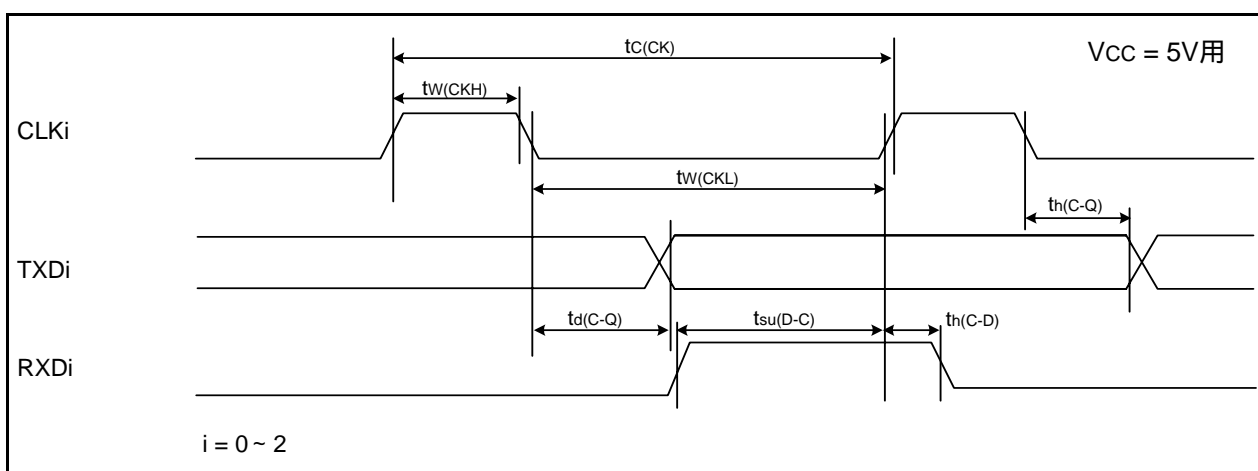 tC(CK)
VCC = 5V用
tW(CKH)
CLKi
tW(CKL)
th(C-Q)
TXDi
td(C-Q)
tsu(D-C)
th(C-D)
RXDi
i = 0 ~ 2